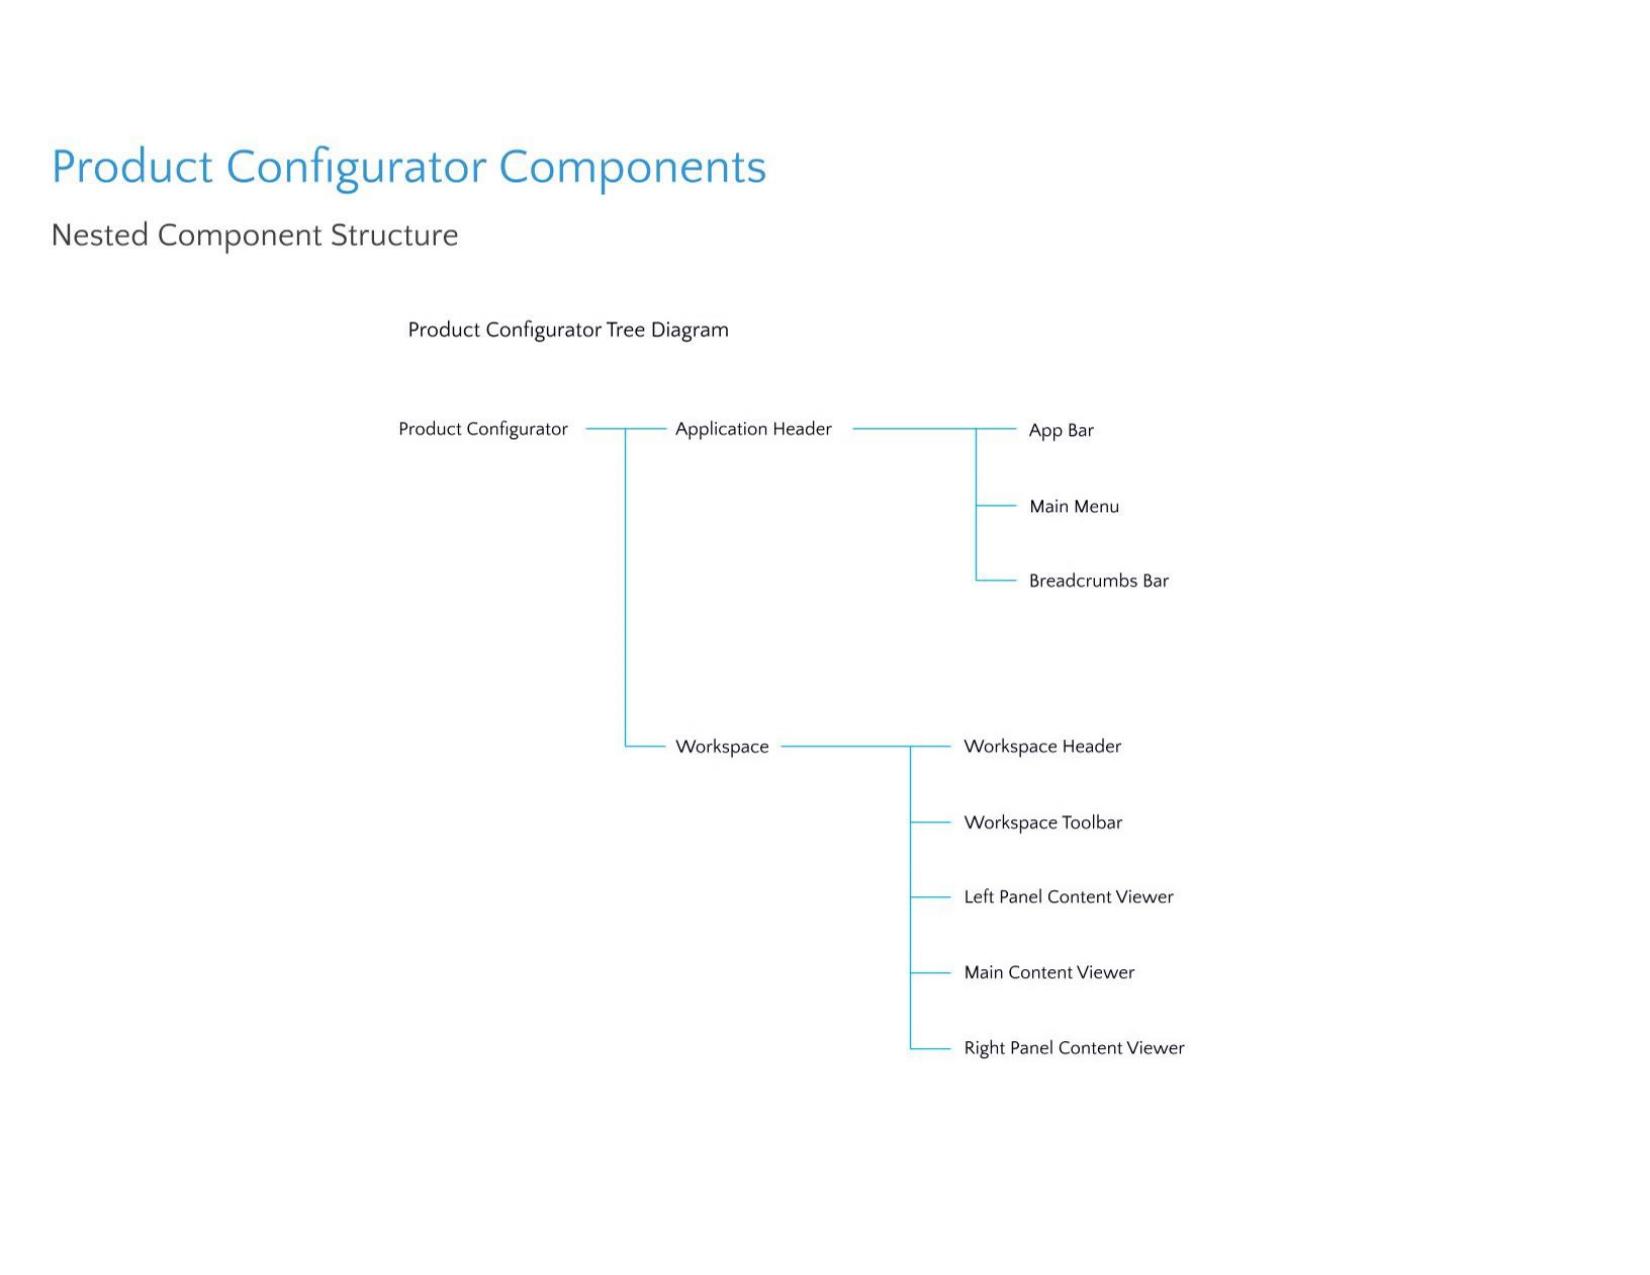 Product Configurator Components
Nested Component Structure
Product Configurator Tree Diagram
Product Configurator
Application Header
App Bar
Main Menu
Breadcrumbs Bar
Workspace
Workspace Header
Workspace Toolbar
Left Panel Content Viewer
Main Content Viewer
Right Panel Content Viewer